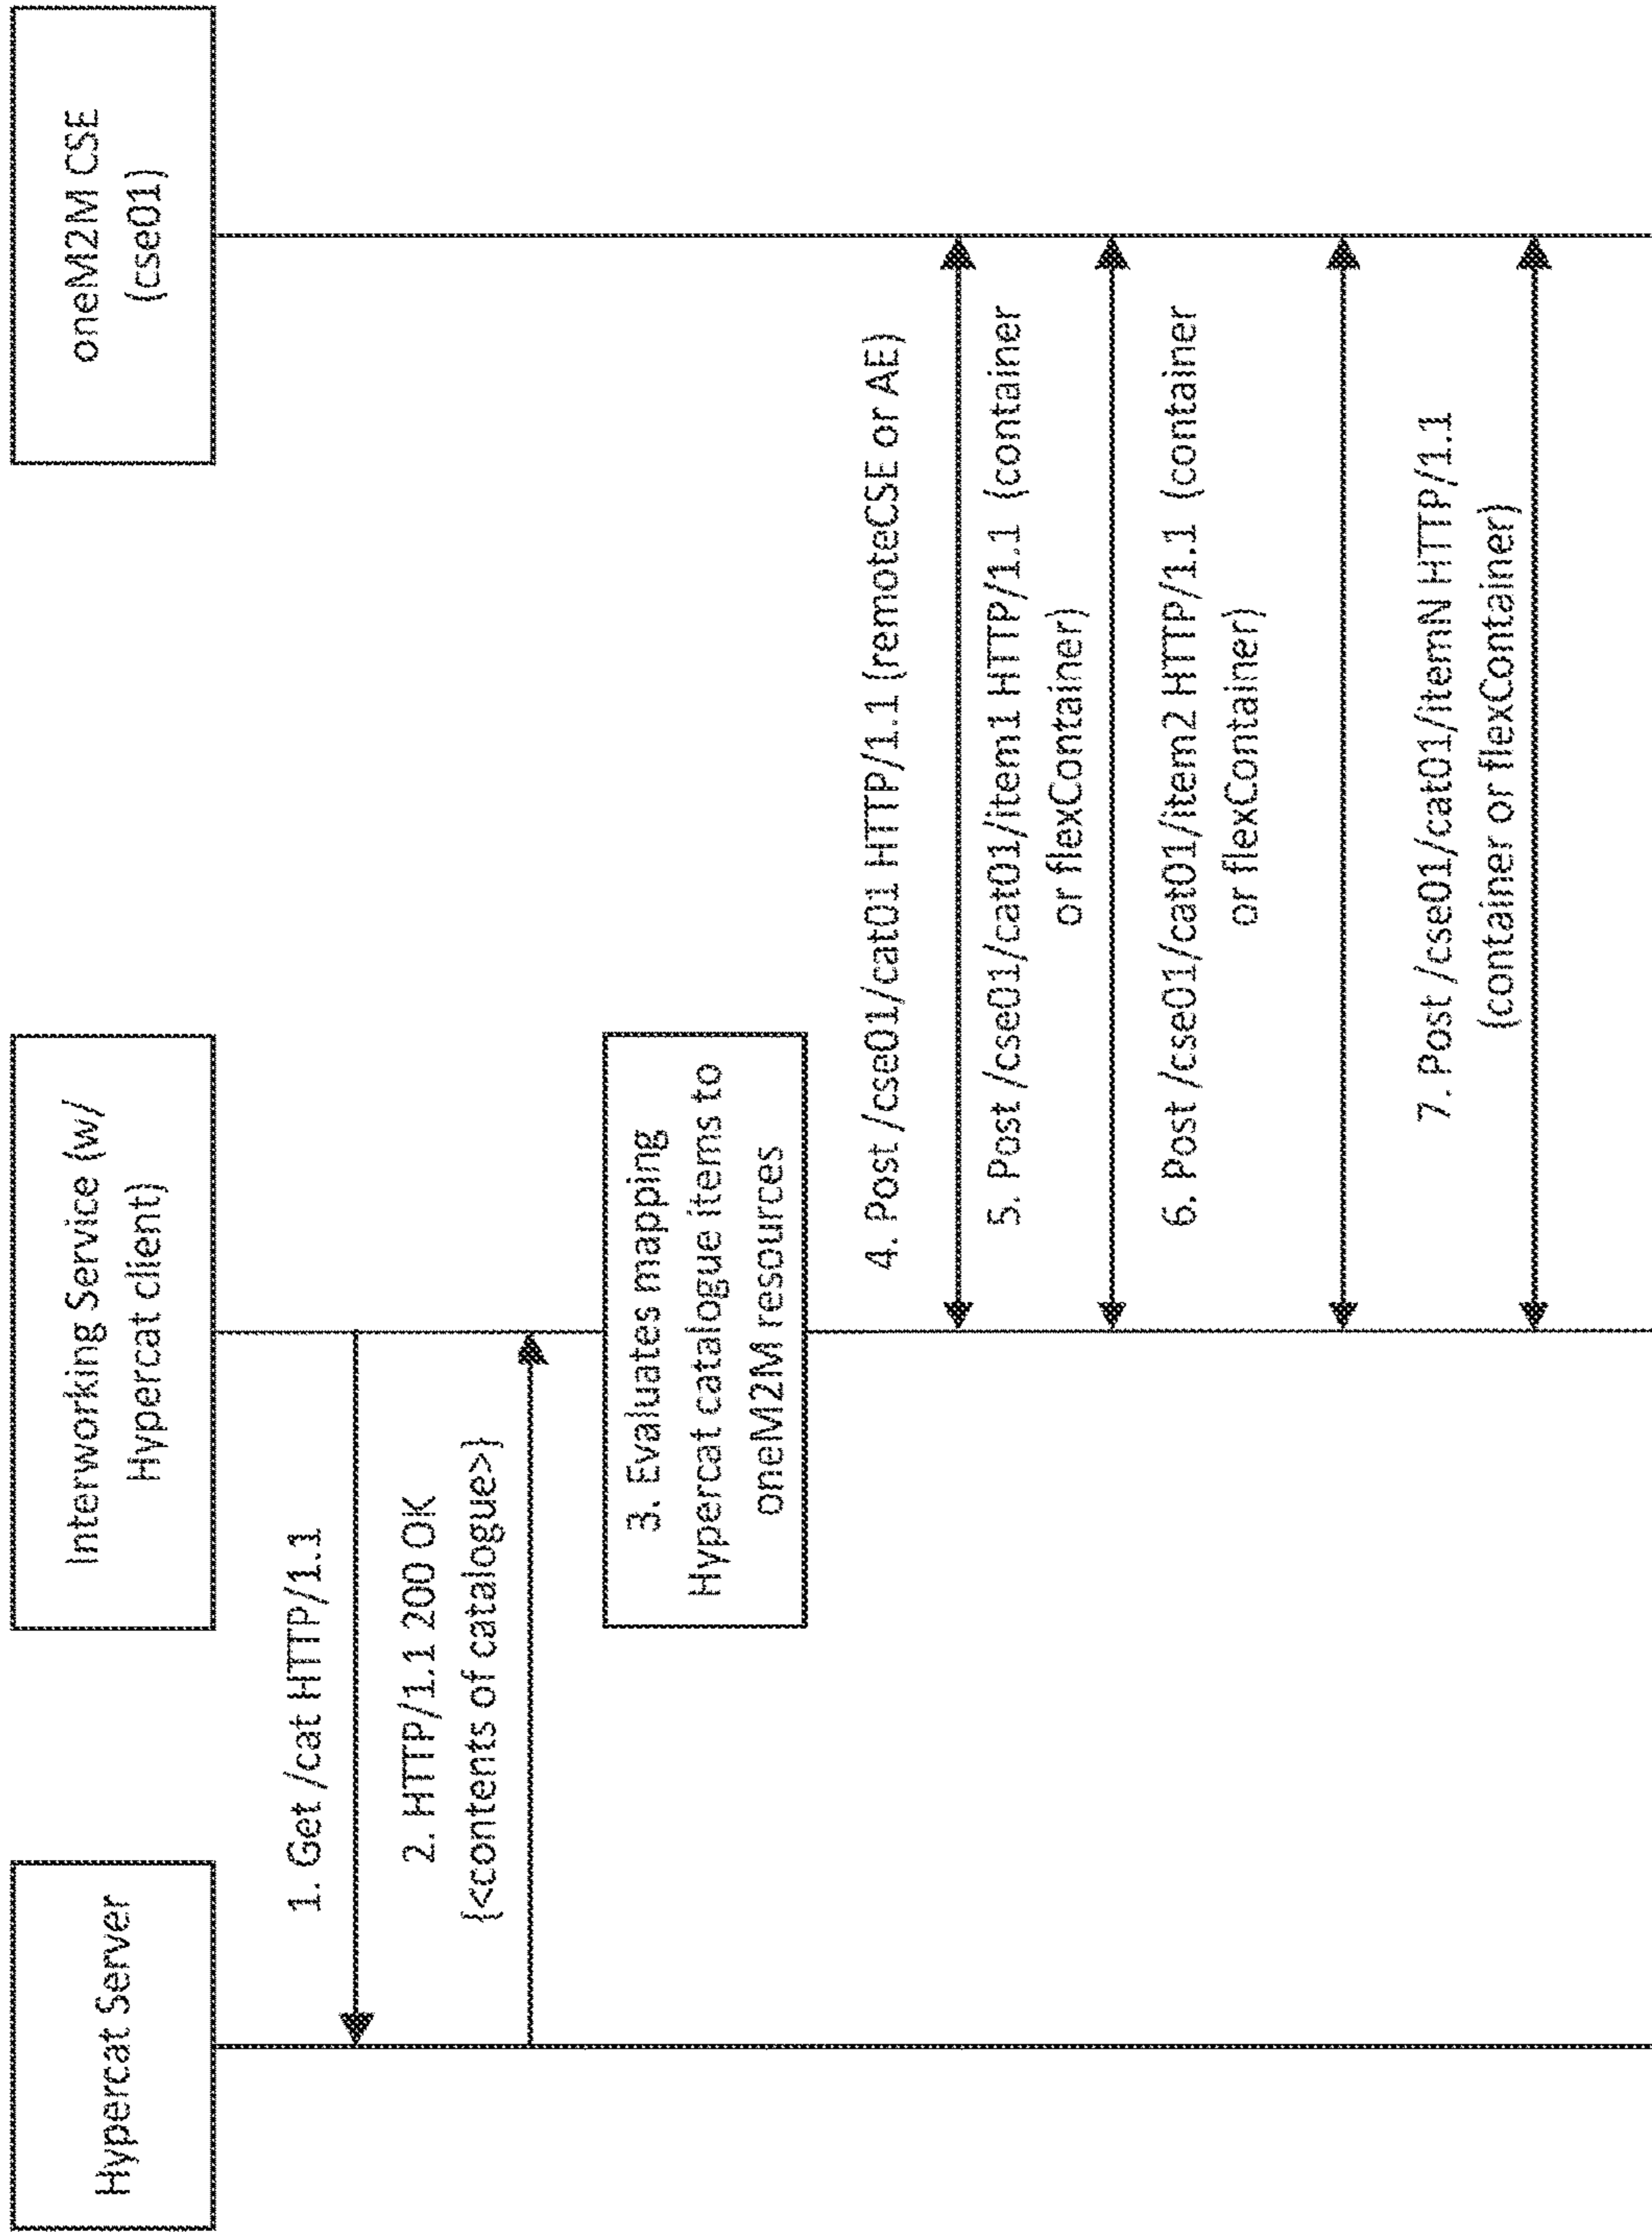 Hypercat Server
Interworking Service (w/
Hypercat client)
oneM2M CSE
(cse01)
1. Get /cat HTTP/1.1
2. HTTP/1.1 200 OK
{<contents of catalogue>}
3. Evaluates mapping
Hypercat catalogue items to
oneM2M resources
4. Post /cse01/cat01 HTTP/1.1 (remoteCSE or AE)
5. Post /cse01/cat01/item1 HTTP/1.1 (container
or flexContainer)
6. Post /cse01/cat01/item2 HTTP/1.1 (container
or flexContainer)
7. Post /cse01/cat01/itemN HTTP/1.1
(container or flexContainer)